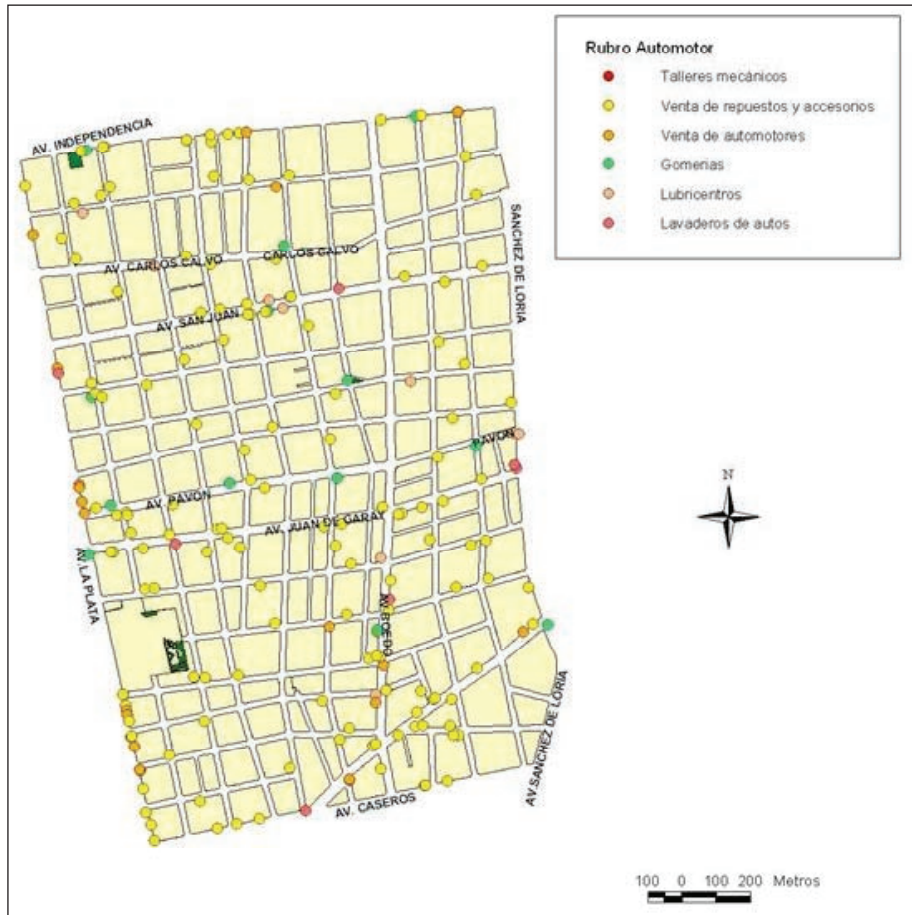 Rubro Automotor
Talleres mecánicos
Venta de repuestos y accesonos
Venta de automotores
Gomerias
Lubricentros
Lavaderos de autos
AV. INDEPENDENCIA
SANCHEZ DE LORIA
AV. CARLOS CALVO
CARLOS CALVO
AV. SAN JUAN
PAVON
AV. PAVON
AV. JUAN DE GARAY
AV. LA PLATA
AV. BOEDO
AV. SANCHEZ DE LORIA
AV. CASEROS
N
100 0 100 200 Metros